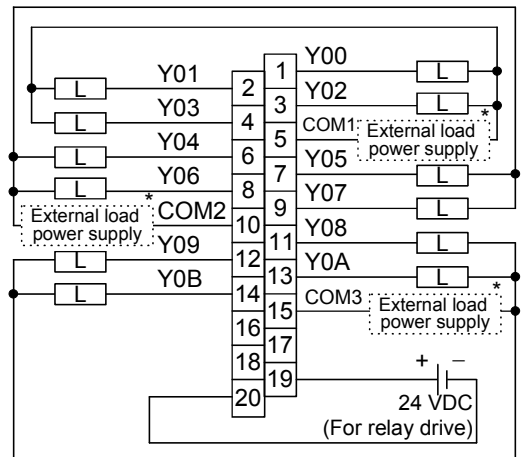 Y00
1
L
Y01
L
2
Y02
3
L
Y03
L
4
COM1
5
*
External load
power supply
Y04
L
6
Y05
7
L
Y06
L
8
Y07
9
L
*
External load
power supply
COM2
10
Y08
11
L
Y09
L
12
Y0A
13
L
Y0B
L
14
COM3
15
*
External load
power supply
16
17
18
19
+ −
20
24 VDC
(For relay drive)